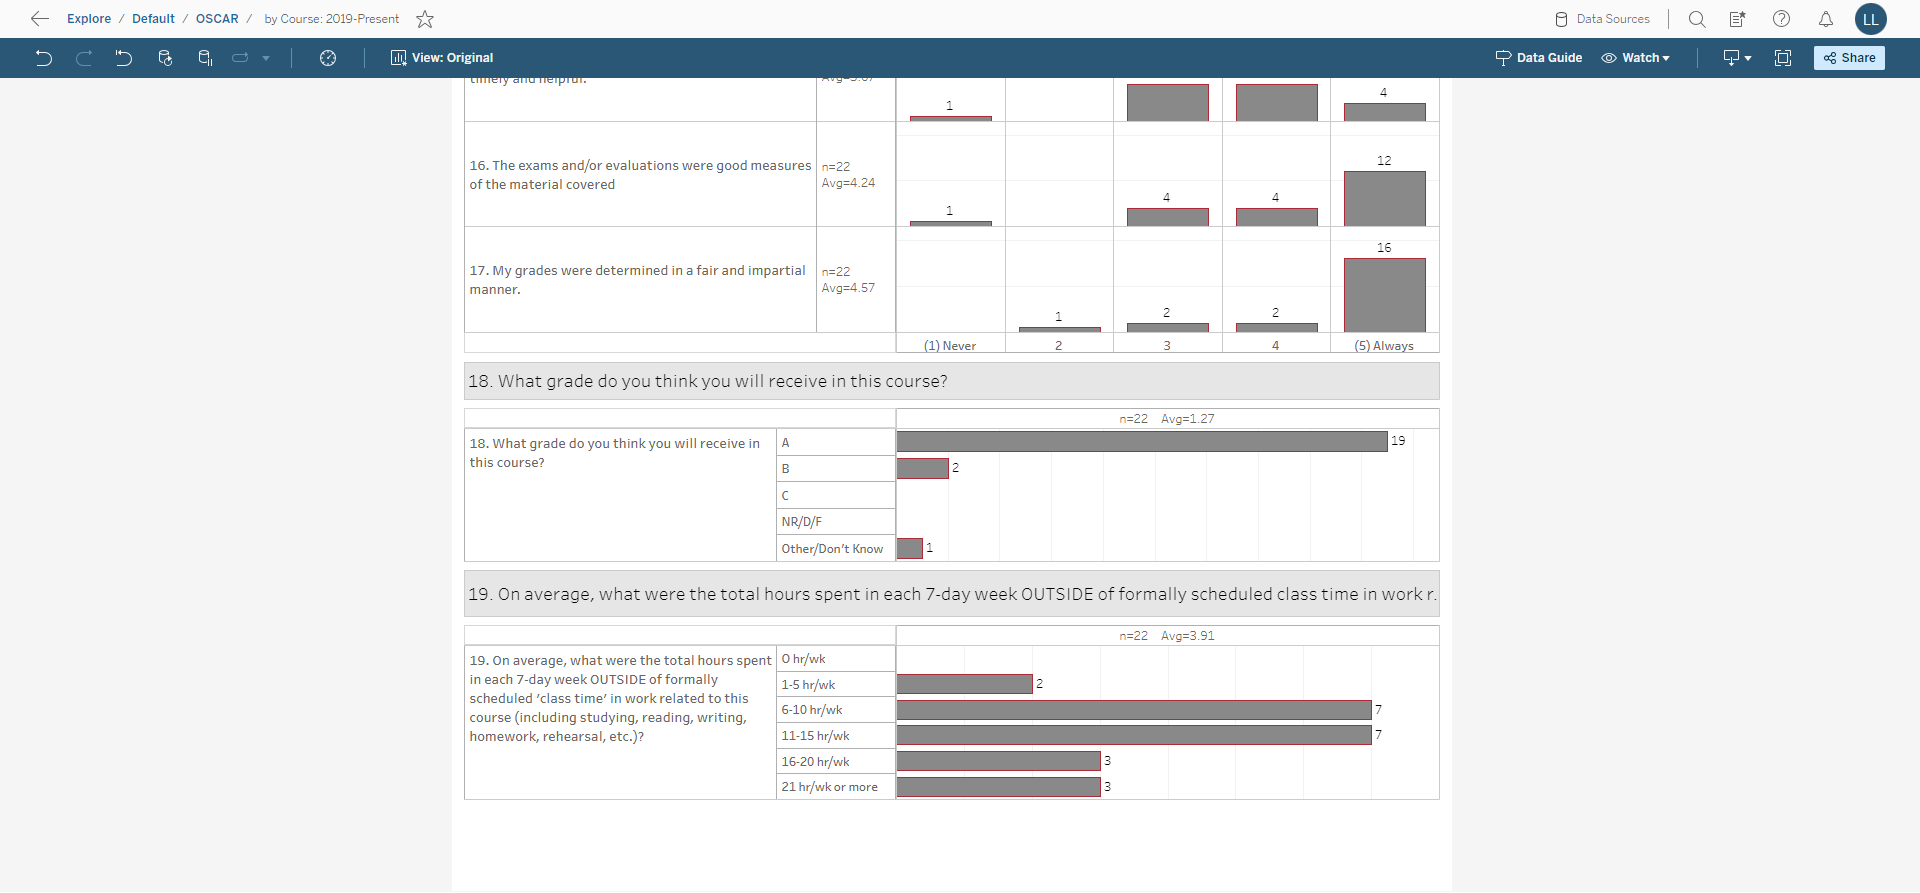 Explore / Default / OSCAR / by Course: 2019-Present
Data Sources
LL
View: Original
Data Guide
Watch
Share
timely and helpful.
4
1
16. The exams and/or evaluations were good measures
of the material covered
n=22
Avg=4.24
1
4
4
12
17. My grades were determined in a fair and impartial
manner.
n=22
Avg=4.57
1
2
2
16
(1) Never
2
3
4
(5) Always
18. What grade do you think you will receive in this course?
n=22 Avg=1.27
18. What grade do you think you will receive in
this course?
A
19
B
2
C
NR/D/F
Other/Don't Know
1
19. On average, what were the total hours spent in each 7-day week OUTSIDE of formally scheduled class time in work r.
n=22 Avg=3.91
19. On average, what were the total hours spent
in each 7-day week OUTSIDE of formally
scheduled ‘class time’ in work related to this
course (including studying, reading, writing,
homework, rehearsal, etc.)?
0 hr/wk
1-5 hr/wk
2
6-10 hr/wk
7
11-15 hr/wk
7
16-20 hr/wk
3
21 hr/wk or more
3